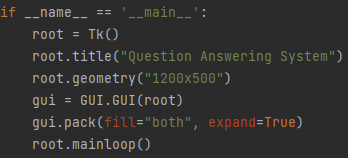 if __name__ == '__main__':
    root = Tk()
    root.title("Question Answering System")
    root.geometry("1200x500")
    gui = GUI.GUI(root)
    gui.pack(fill="both", expand=True)
    root.mainloop()